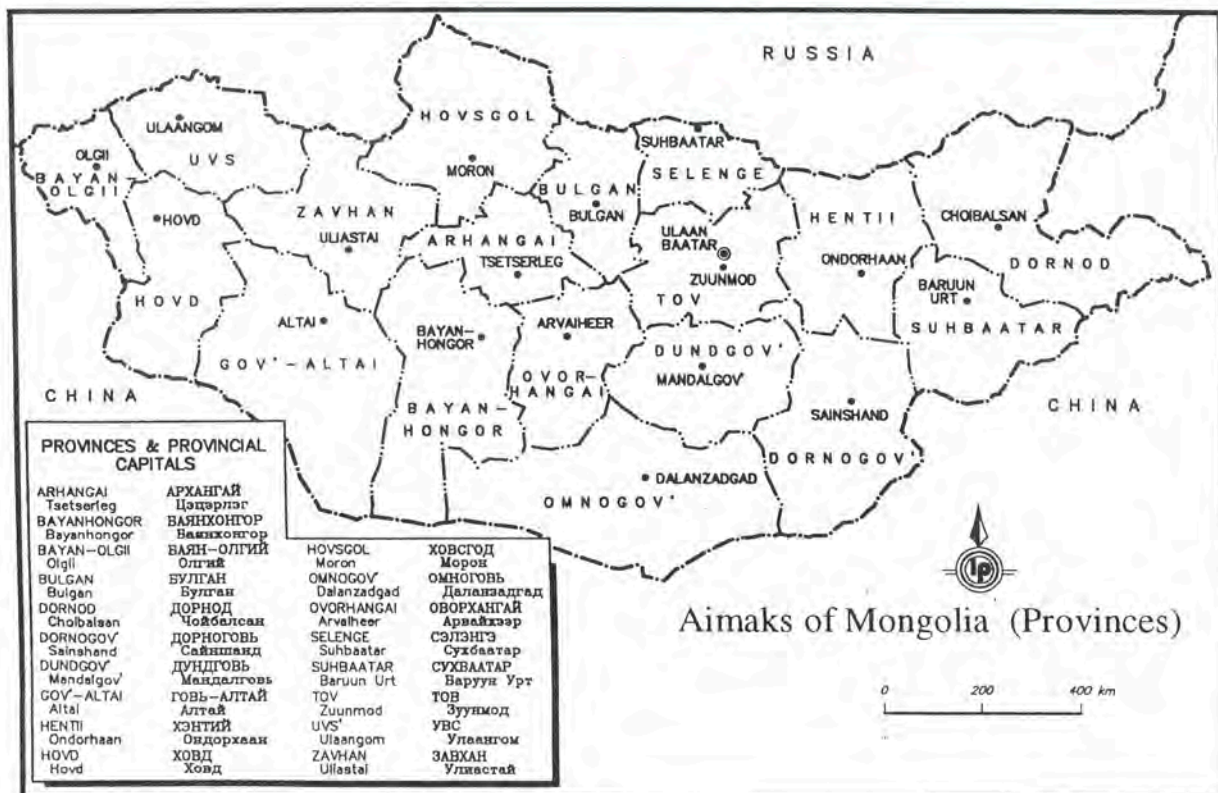 RUSSIA
HOVSGOL
ULAANGOM
SUHBAATAR
OLGII
UVS
MORON
SELENGE
BAYAN
OLGII
BULGAN
HOVD
ZAVHAN
BULGAN
HENTII
CHOIBALSAN
ULIASTAI
ARHANGAI
ULAAN
BAATAR
TSETSERLEG
ZUUNMOD
ONDORHAAN
DORNOD
HOVD
TOV
BARUUN
URT
ALTAI
BAYAN-
HONGOR
ARVAIHEER
SUHBAATAR
GOV'-ALTAI
DUNDGOV'
MANDALGOV'
OVOR-
HANGAI
CHINA
BAYAN-
HONGOR
SAINSHAND
CHINA
DORNOGOV'
DALANZADGAD
OMNOGOV'
PROVINCES & PROVINCIAL
CAPITALS
ARHANGAI АРХАНГАЙ
Tsetserleg Цэцэрлэг
BAYANHONGOR БАЯНХОНГОР
Bayanhongor Баянхонгор
BAYAN-OLGII БАЯН-ОЛГИЙ
Olgii Олгий
BULGAN БУЛГАН
Bulgan Булган
DORNOD ДОРНОД
Choibalsan Чойбалсан
DORNOGOV' ДОРНОГОВЬ
Sainshand Сайншанд
DUNDGOV' ДУНДГОВЬ
Mandalgov' Мандалговь
GOV'-ALTAI ГОВЬ-АЛТАЙ
Altai Алтай
HENTII ХЭНТИЙ
Ondorhaan Ондорхаан
HOVD ХОВД
Hovd Ховд
HOVSGOL ХОВСГОД
Moron Морон
OMNOGOV' ОМНОГОВЬ
Dalanzadgad Даланзадгад
OVORHANGAI ОВОРХАНГАЙ
Arvaiheer Арвайхээр
SELENGE СЭЛЭНГЭ
Suhbaatar Сухбаатар
SUHBAATAR СУХБААТАР
Baruun Urt Баруун Урт
TOV ТОВ
Zuunmod Зуунмод
UVS' УВС
Ulaangom Улаангом
ZAVHAN ЗАВХАН
Uliastai Улиастай
lp
Aimaks of Mongolia (Provinces)
0 200 400 km